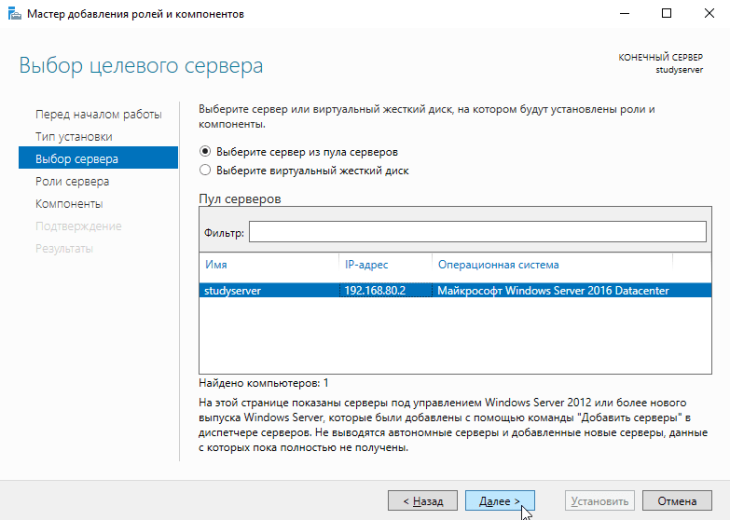 Мастер добавления ролей и компонентов
Выбор целевого сервера
КОНЕЧНЫЙ СЕРВЕР
studyserver
Перед началом работы
Тип установки
Выбор сервера
Роли сервера
Компоненты
Подтверждение
Результаты
Выберите сервер или виртуальный жесткий диск, на котором будут установлены роли и
компоненты.
Выберите сервер из пула серверов
Выберите виртуальный жесткий диск
Пул серверов
Фильтр:
Имя IP-адрес Операционная система
studyserver 192.168.80.2 Майкрософт Windows Server 2016 Datacenter
Найдено компьютеров: 1
На этой странице показаны серверы под управлением Windows Server 2012 или более нового
выпуска Windows Server, которые были добавлены с помощью команды "Добавить серверы" в
диспетчере серверов. Не выводятся автономные серверы и добавленные новые серверы, данные
с которых пока полностью не получены.
< Назад Далее > Установить Отмена